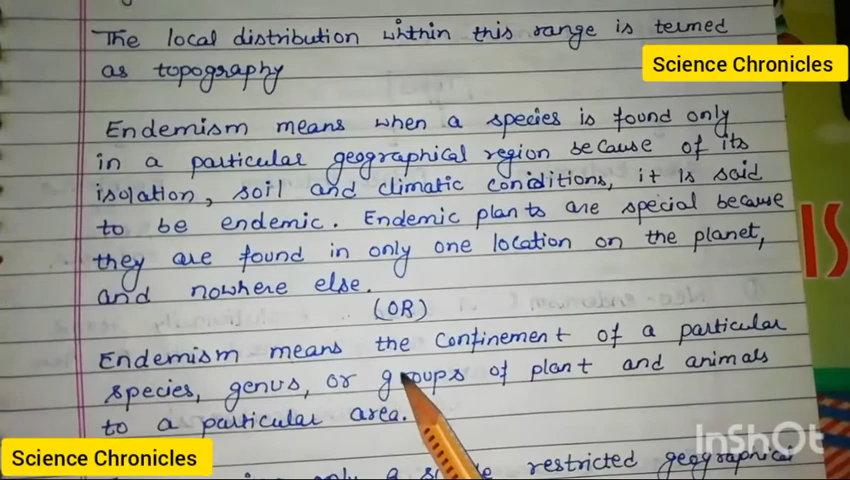 The local distribution within this range is termed
as topography
Science Chronicles
Endemism means when a species is found only
in a particular geographical region because of its
isolation, soil and climatic conditions, it is said
to be endemic. Endemic plants are special because
they are found in only one location on the planet,
and nowhere else.
(OR)
Endemism means the confinement of a particular
species, genus, or groups of plant and animals
to a particular area.
InShOt
Science Chronicles
only a restricted geographical
IS